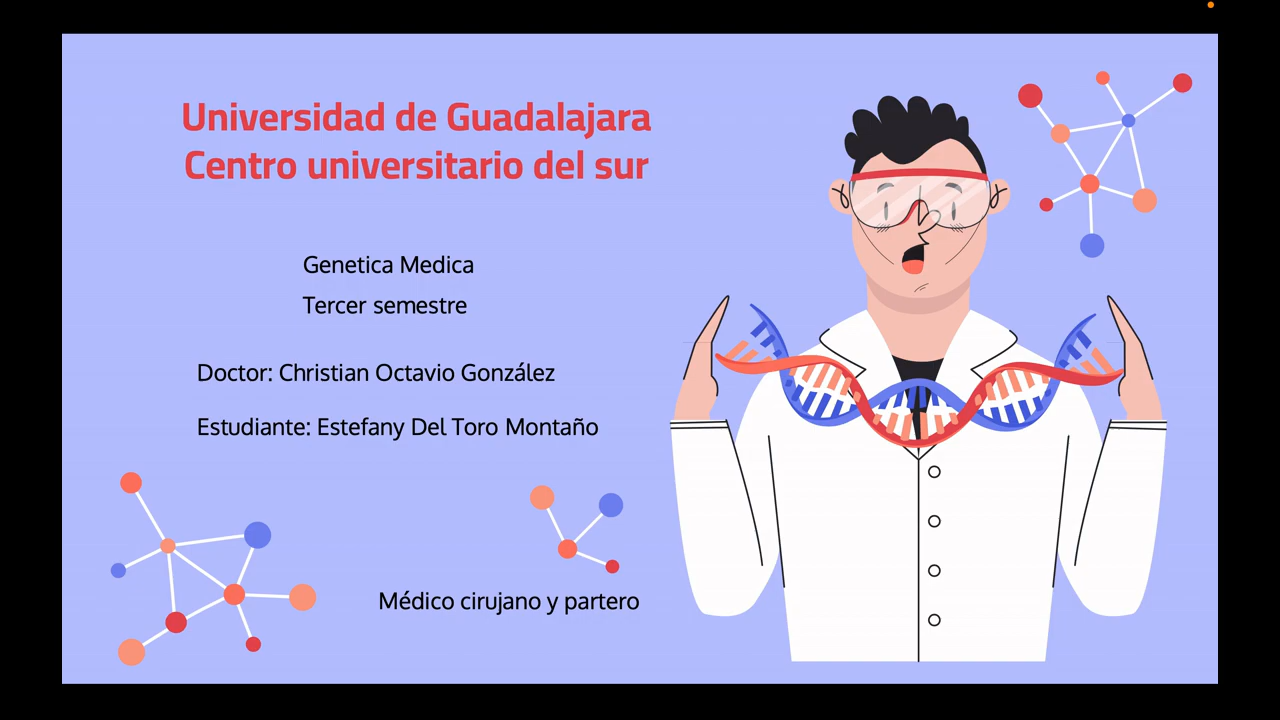 Universidad de Guadalajara
Centro universitario del sur
Genetica Medica
Tercer semestre
Doctor: Christian Octavio González
Estudiante: Estefany Del Toro Montaño
Médico cirujano y partero